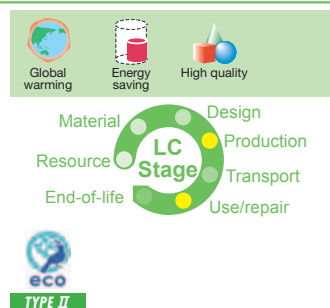 Global
warming
Energy
saving
High quality
Material
Design
Production
Resource
LC
Stage
Transport
End-of-life
Use/repair
eco
TYPE II